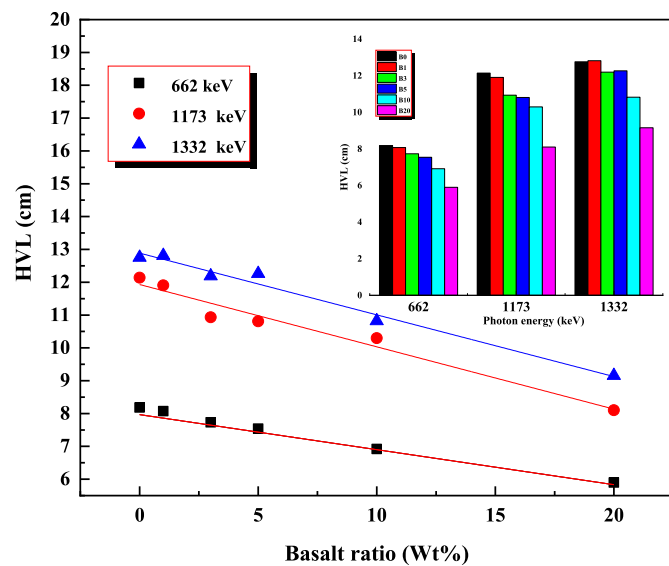 HVL (cm)
20
19
18
17
16
15
14
13
12
11
10
9
8
7
6
662 keV
1173 keV
1332 keV
0
5
10
15
20
Basalt ratio (Wt%)
HVL (cm)
14
12
10
8
6
4
2
0
B0
B1
B3
B5
B10
B20
662
1173
1332
Photon energy (keV)